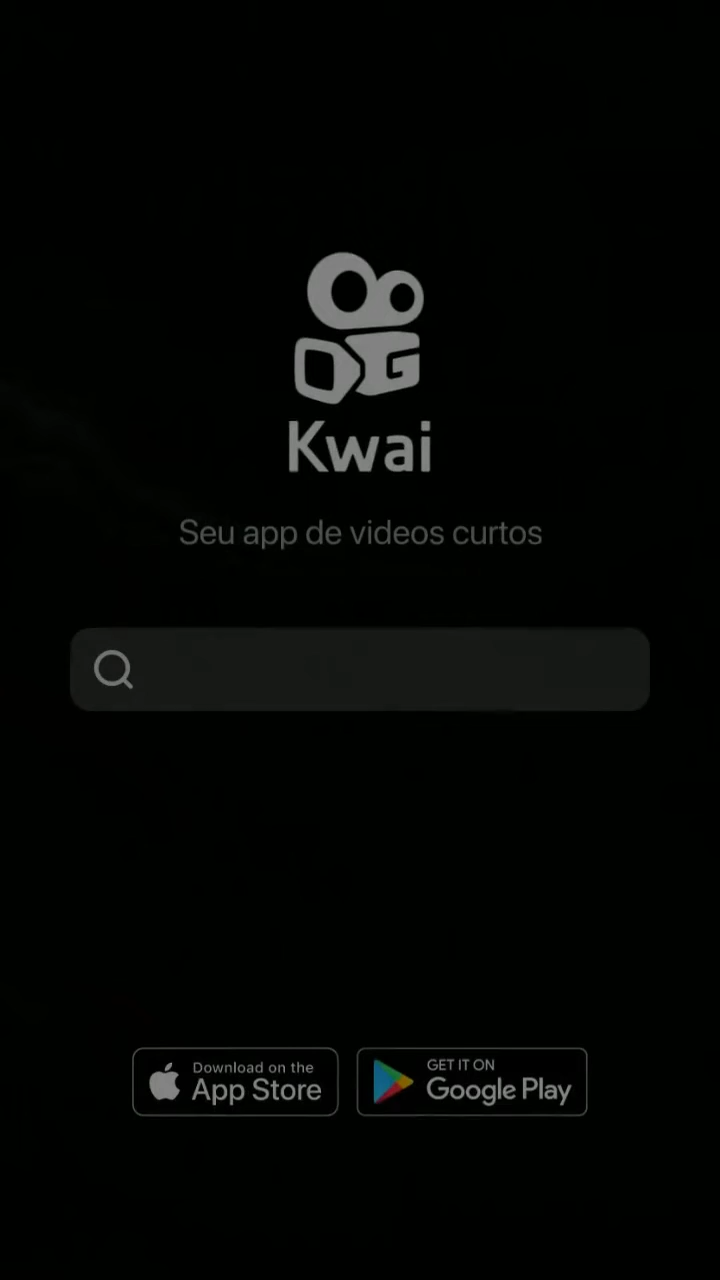 Kwai
Seu app de videos curtos
Download on the
App Store
GET IT ON
Google Play